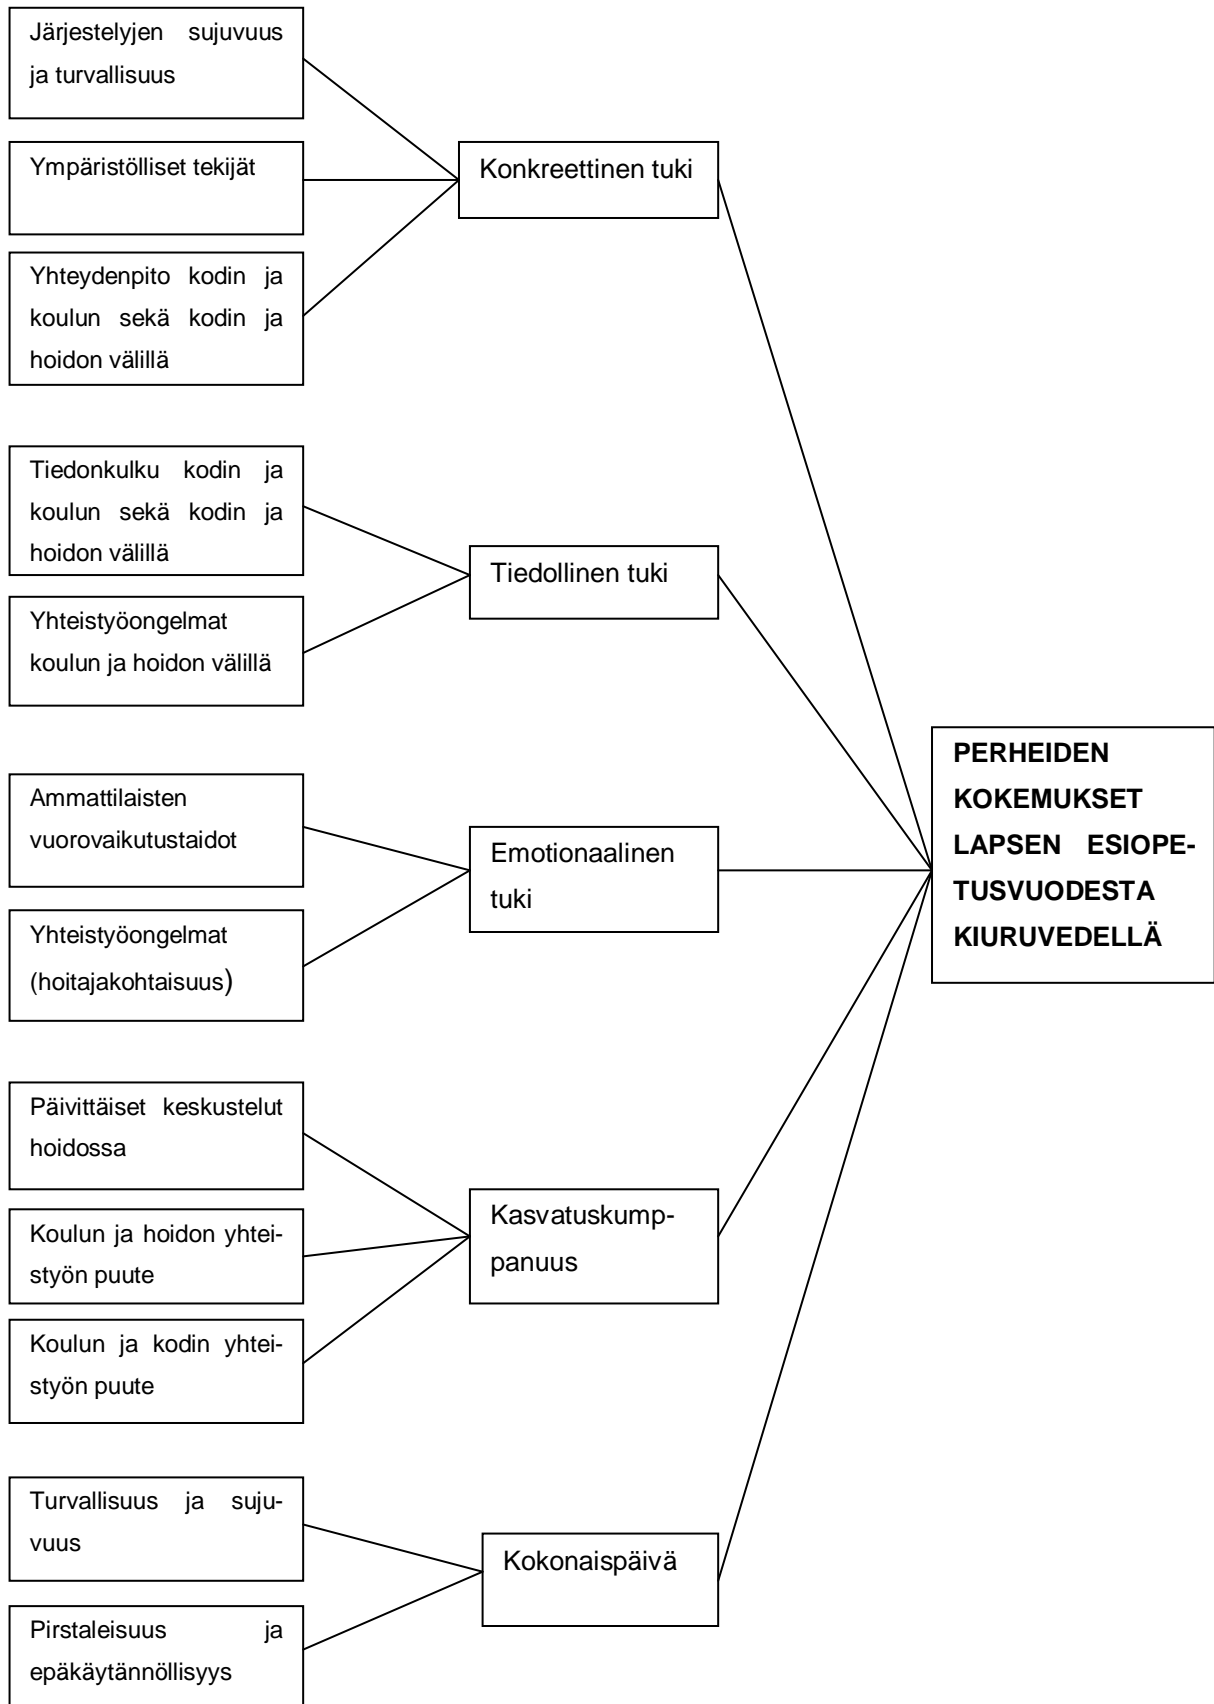 Järjestelyjen sujuvuus
ja turvallisuus
Ympäristölliset tekijät
Yhteydenpito kodin ja
koulun sekä kodin ja
hoidon välillä
Konkreettinen tuki
Tiedonkulku kodin ja
koulun sekä kodin ja
hoidon välillä
Yhteistyöongelmat
koulun ja hoidon välillä
Tiedollinen tuki
Ammattilaisten
vuorovaikutustaidot
Yhteistyöongelmat
(hoitajakohtaisuus)
Emotionaalinen
tuki
Päivittäiset keskustelut
hoidossa
Koulun ja hoidon yhtei-
styön puute
Koulun ja kodin yhtei-
styön puute
Kasvatuskump-
panuus
Turvallisuus ja suju-
vuus
Pirstaleisuus ja
epäkäytännöllisyys
Kokonaispäivä
PERHEIDEN
KOKEMUKSET
LAPSEN ESIOPE-
TUSVUODESTA
KIURUVEDELLÄ